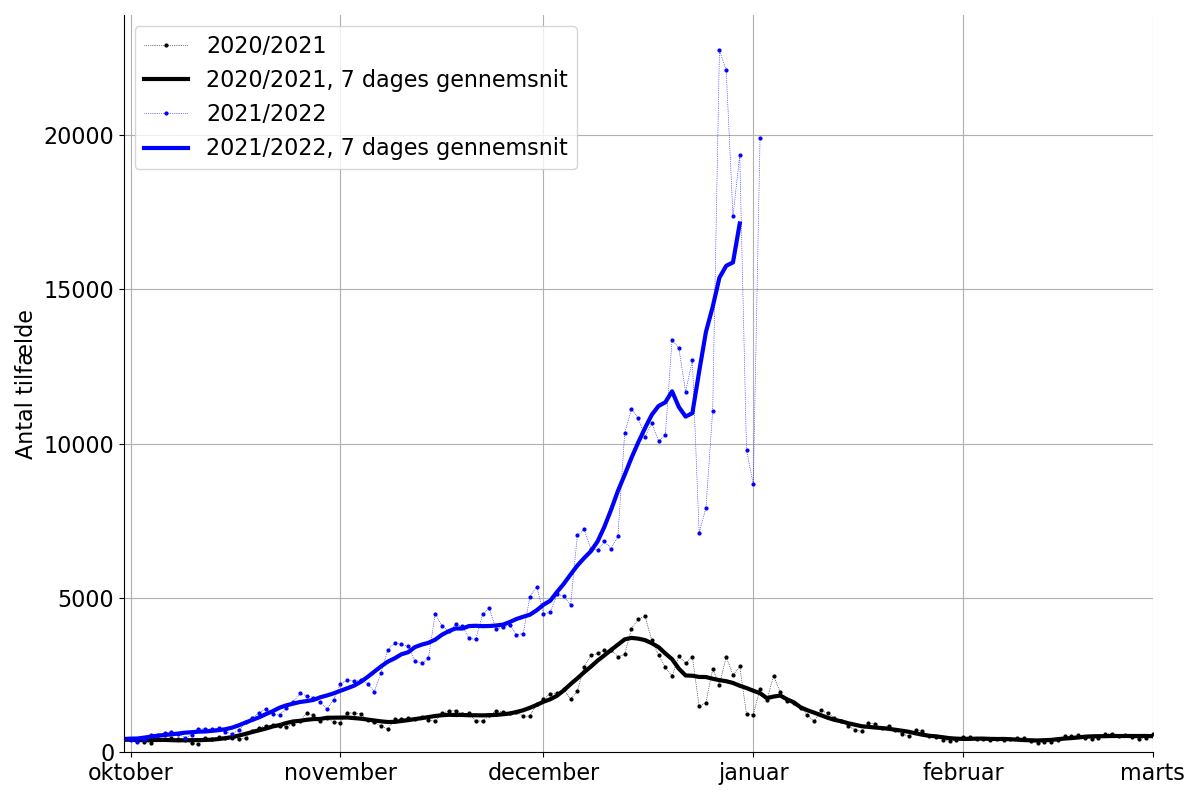 2020/2021
2020/2021, 7 dages gennemsnit
2021/2022
2021/2022, 7 dages gennemsnit
Antal tilfælde
20000
15000
10000
5000
0
oktober november december januar februar marts